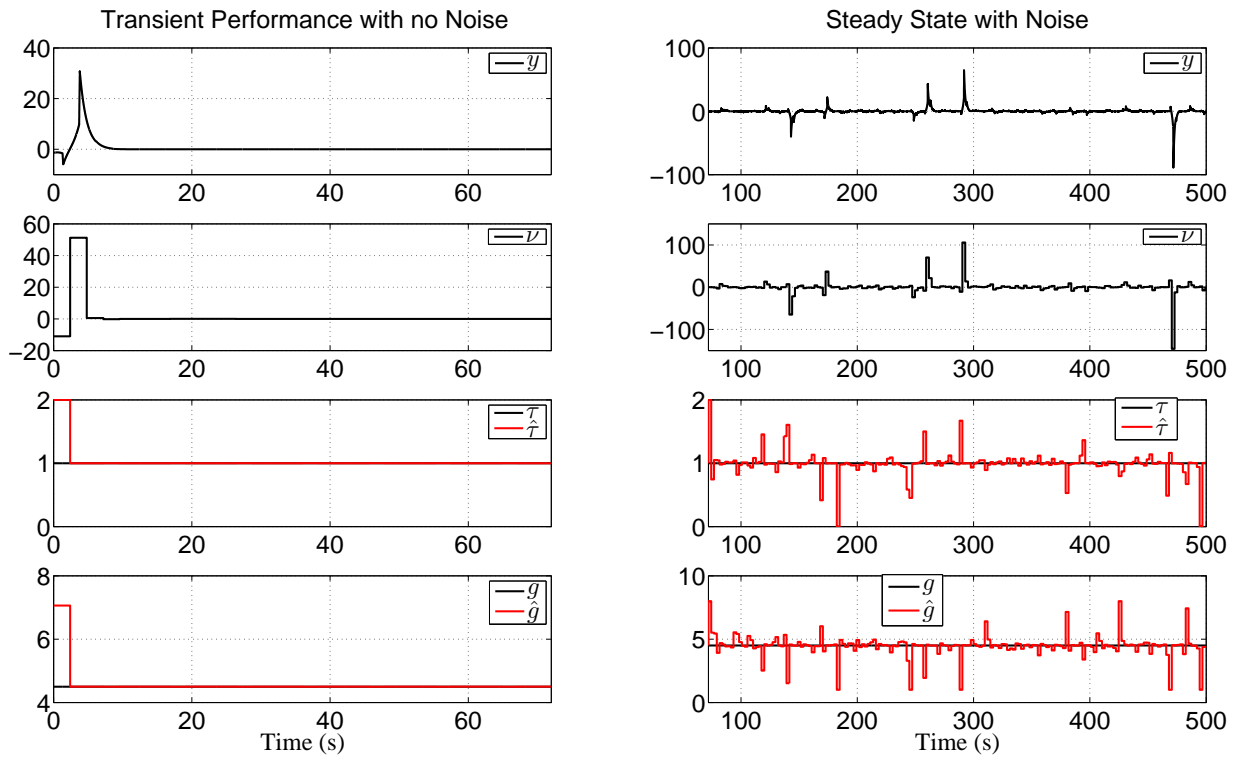 Transient Performance with no Noise
40
20
0
y
0 20 40 60
60
40
20
0
−20
ν
0 20 40 60
2
1
0
τ
τ̂
0 20 40 60
8
6
4
g
ĝ
0 20 40 60
Time (s)
Steady State with Noise
100
0
−100
y
100 200 300 400 500
100
0
−100
ν
100 200 300 400 500
2
1
0
τ
τ̂
100 200 300 400 500
10
5
0
g
ĝ
100 200 300 400 500
Time (s)